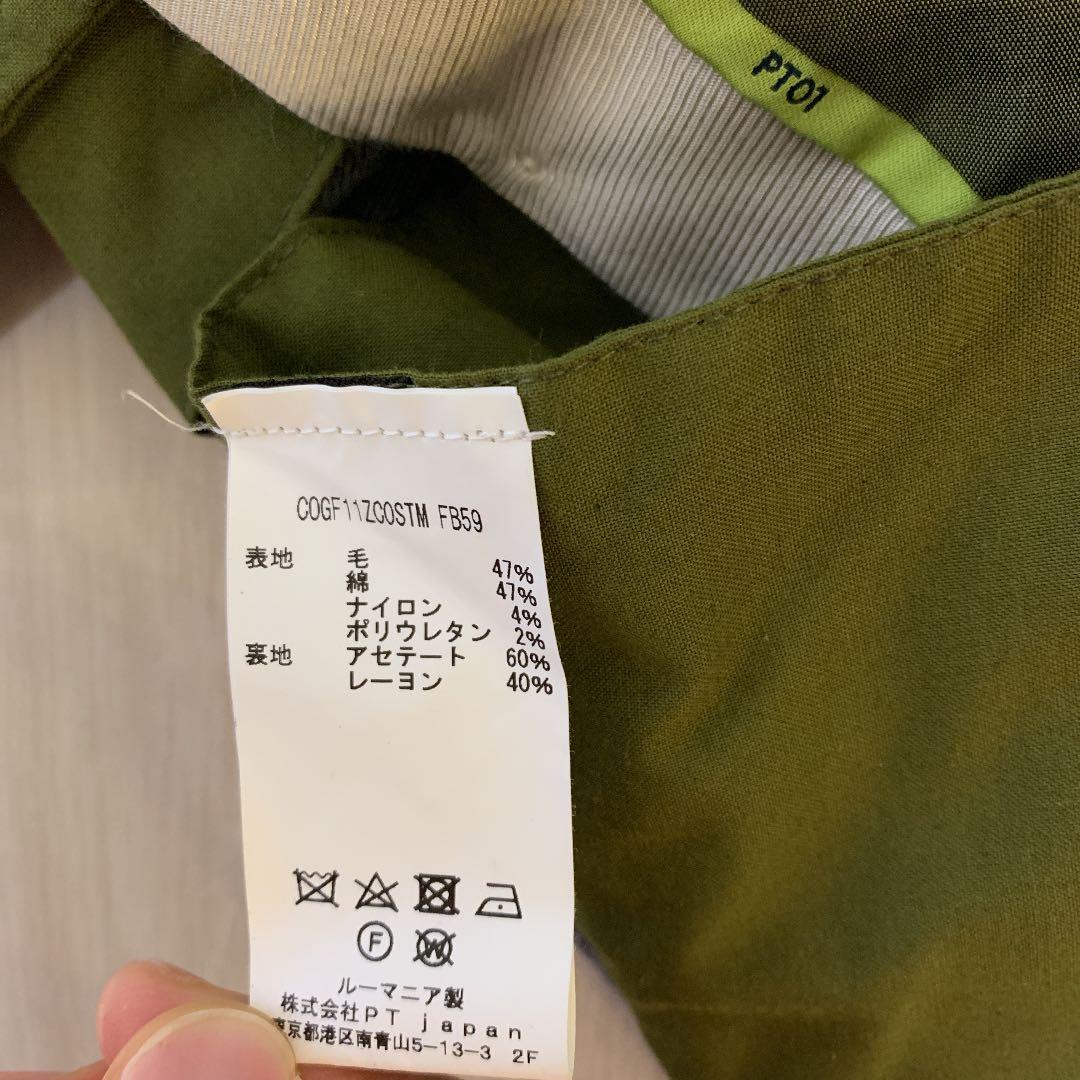 PT01
COGF11ZCOSTM FB59
表地 毛 47%
綿 47%
ナイロン 4%
ポリウレタン 2%
裏地 アセテート 60%
レーヨン 40%
F W
ルーマニア製
株式会社PT japan
東京都港区南青山5-13-3 2F